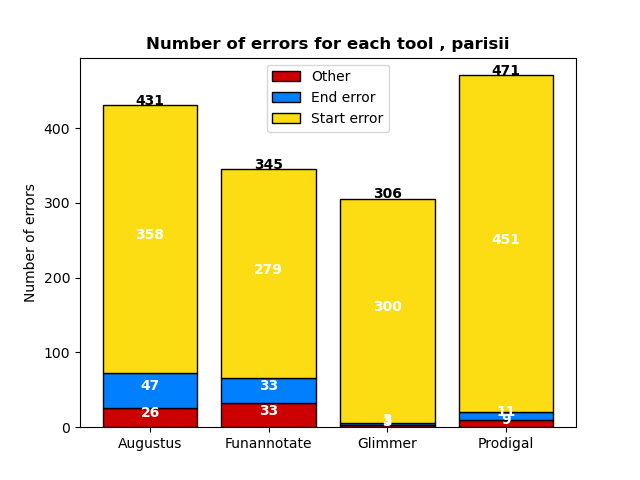 Number of errors for each tool , parisii
Other
End error
Start error
Number of errors
400
300
200
100
0
431
358
47
26
345
279
33
33
306
300
471
451
11
9
Augustus
Funannotate
Glimmer
Prodigal